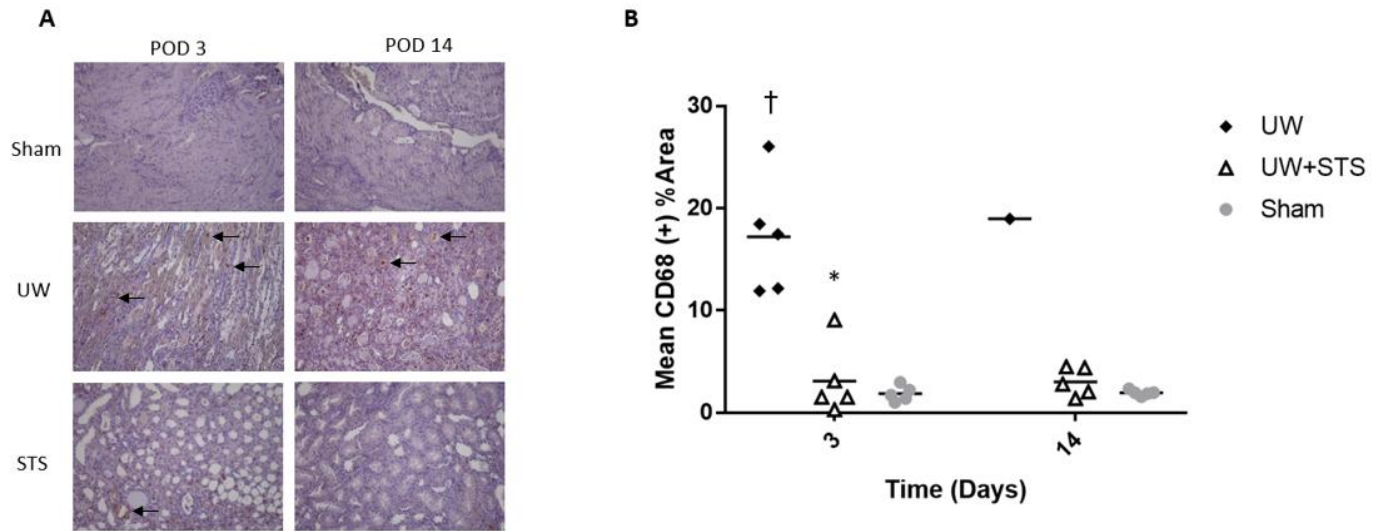 A
POD 3
POD 14
Sham
UW
STS
B
Mean CD68 (+) % Area
30
20
10
0
†
*
3
14
Time (Days)
UW
UW+STS
Sham